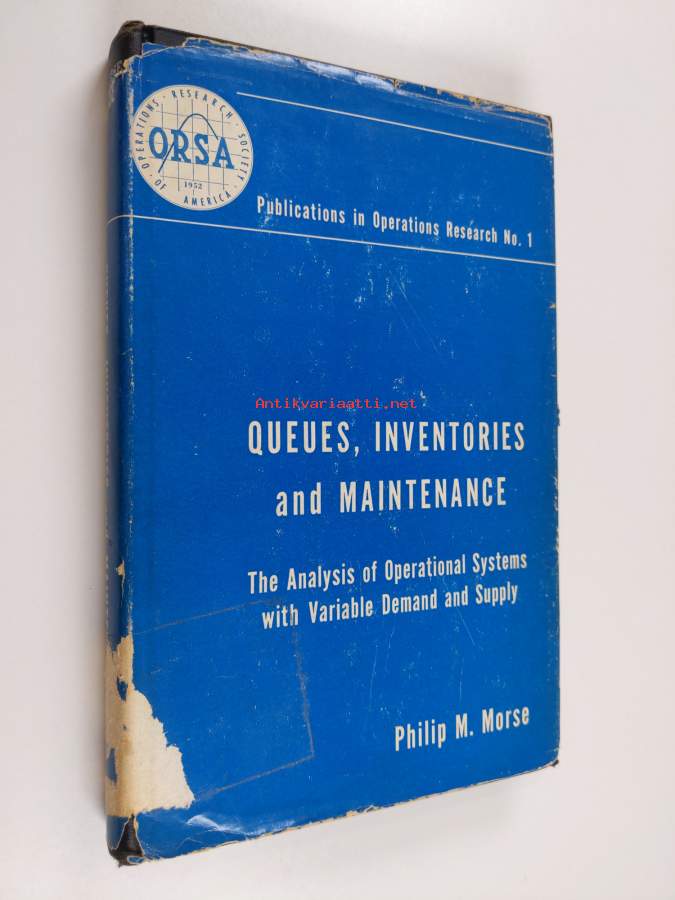 OPERATIONS · RESEARCH · SOCIETY · OF · AMERICA
ORSA
1952
Publications in Operations Research No. 1
Antikvariaatti.net
QUEUES, INVENTORIES
and MAINTENANCE
The Analysis of Operational Systems
with Variable Demand and Supply
Philip M. Morse